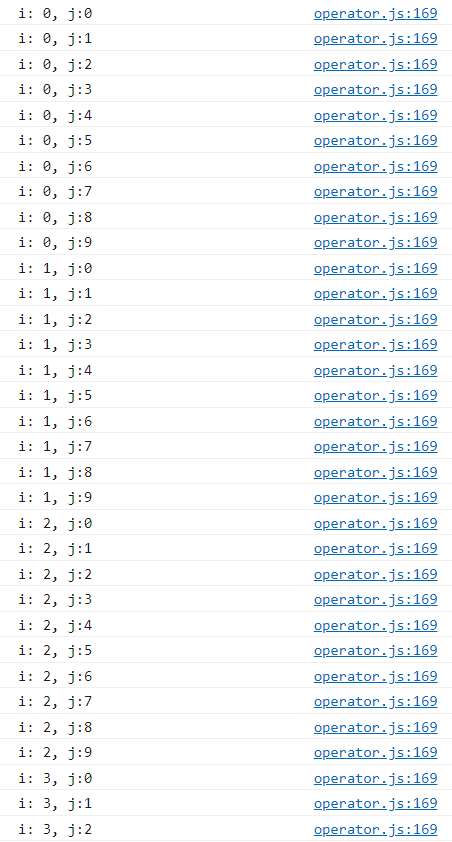 i: 0, j:0 operator.js:169
i: 0, j:1 operator.js:169
i: 0, j:2 operator.js:169
i: 0, j:3 operator.js:169
i: 0, j:4 operator.js:169
i: 0, j:5 operator.js:169
i: 0, j:6 operator.js:169
i: 0, j:7 operator.js:169
i: 0, j:8 operator.js:169
i: 0, j:9 operator.js:169
i: 1, j:0 operator.js:169
i: 1, j:1 operator.js:169
i: 1, j:2 operator.js:169
i: 1, j:3 operator.js:169
i: 1, j:4 operator.js:169
i: 1, j:5 operator.js:169
i: 1, j:6 operator.js:169
i: 1, j:7 operator.js:169
i: 1, j:8 operator.js:169
i: 1, j:9 operator.js:169
i: 2, j:0 operator.js:169
i: 2, j:1 operator.js:169
i: 2, j:2 operator.js:169
i: 2, j:3 operator.js:169
i: 2, j:4 operator.js:169
i: 2, j:5 operator.js:169
i: 2, j:6 operator.js:169
i: 2, j:7 operator.js:169
i: 2, j:8 operator.js:169
i: 2, j:9 operator.js:169
i: 3, j:0 operator.js:169
i: 3, j:1 operator.js:169
i: 3, j:2 operator.js:169